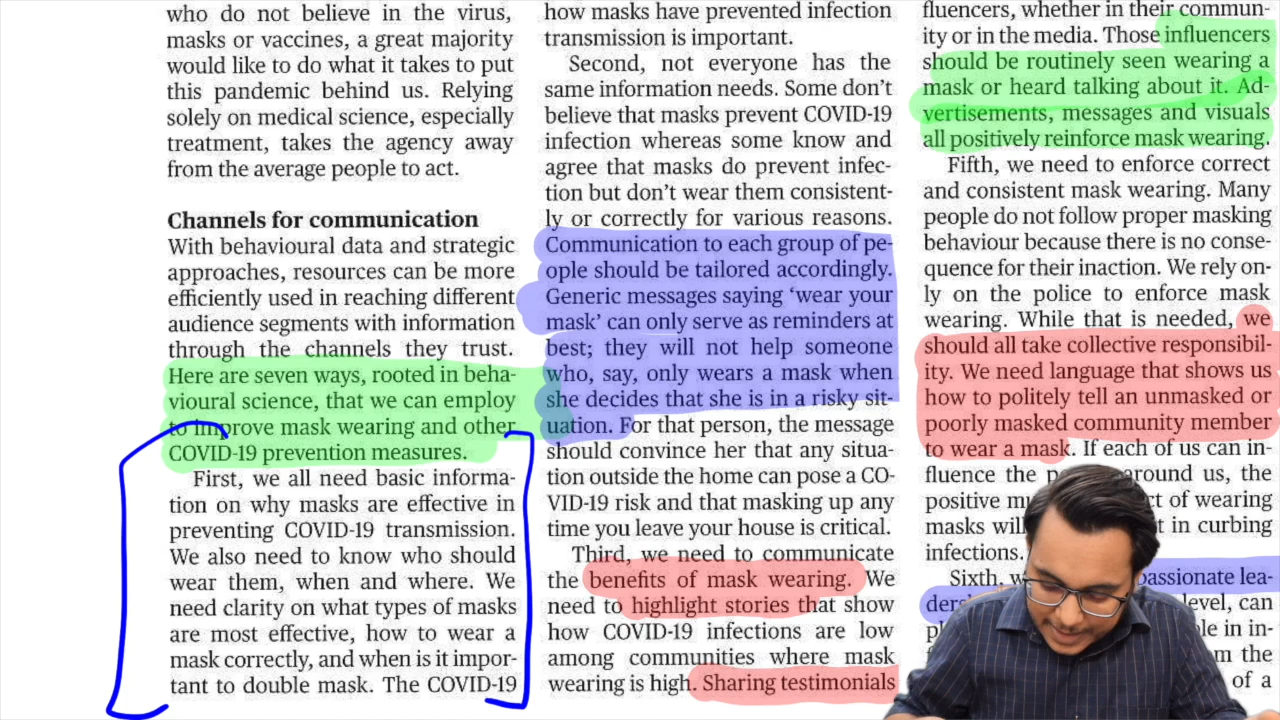 who do not believe in the virus,
masks or vaccines, a great majority
would like to do what it takes to put
this pandemic behind us. Relying
solely on medical science, especially
treatment, takes the agency away
from the average people to act.
Channels for communication
With behavioural data and strategic
approaches, resources can be more
efficiently used in reaching different
audience segments with information
through the channels they trust.
Here are seven ways, rooted in beha-
vioural science, that we can employ
to improve mask wearing and other
COVID-19 prevention measures.
First, we all need basic informa-
tion on why masks are effective in
preventing COVID-19 transmission.
We also need to know who should
wear them, when and where. We
need clarity on what types of masks
are most effective, how to wear a
mask correctly, and when is it impor-
tant to double mask. The COVID-19
how masks have prevented infection
transmission is important.
Second, not everyone has the
same information needs. Some don’t
believe that masks prevent COVID-19
infection whereas some know and
agree that masks do prevent infec-
tion but don’t wear them consistent-
ly or correctly for various reasons.
Communication to each group of pe-
ople should be tailored accordingly.
Generic messages saying ‘wear your
mask’ can only serve as reminders at
best; they will not help someone
who, say, only wears a mask when
she decides that she is in a risky sit-
uation. For that person, the message
should convince her that any situa-
tion outside the home can pose a CO-
VID-19 risk and that masking up any
time you leave your house is critical.
Third, we need to communicate
the benefits of mask wearing. We
need to highlight stories that show
how COVID-19 infections are low
among communities where mask
wearing is high. Sharing testimonials
fluencers, whether in their commun-
ity or in the media. Those influencers
should be routinely seen wearing a
mask or heard talking about it. Ad-
vertisements, messages and visuals
all positively reinforce mask wearing.
Fifth, we need to enforce correct
and consistent mask wearing. Many
people do not follow proper masking
behaviour because there is no conse-
quence for their inaction. We rely on-
ly on the police to enforce mask
wearing. While that is needed, we
should all take collective responsibil-
ity. We need language that shows us
how to politely tell an unmasked or
poorly masked community member
to wear a mask. If each of us can in-
fluence the around us, the
positive of wearing
masks will in curbing
infections.
Sixth, passionate lea-
level, can
in in-
the
of a